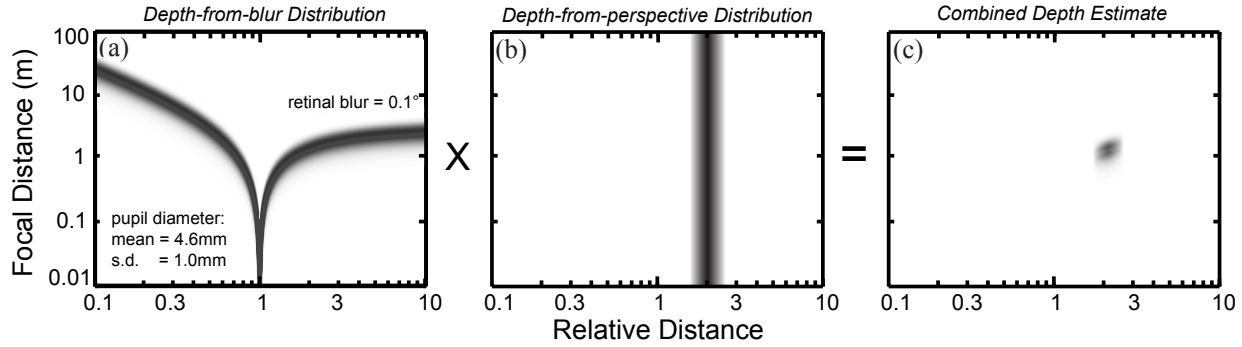 Depth-from-blur Distribution
Depth-from-perspective Distribution
Combined Depth Estimate
Focal Distance (m)
100
10
1
0.1
0.01
(a)
retinal blur = 0.1°
pupil diameter:
mean = 4.6mm
s.d. = 1.0mm
0.1 0.3 1 3 10
X
(b)
0.1 0.3 1 3 10
=
(c)
0.1 0.3 1 3 10
Relative Distance